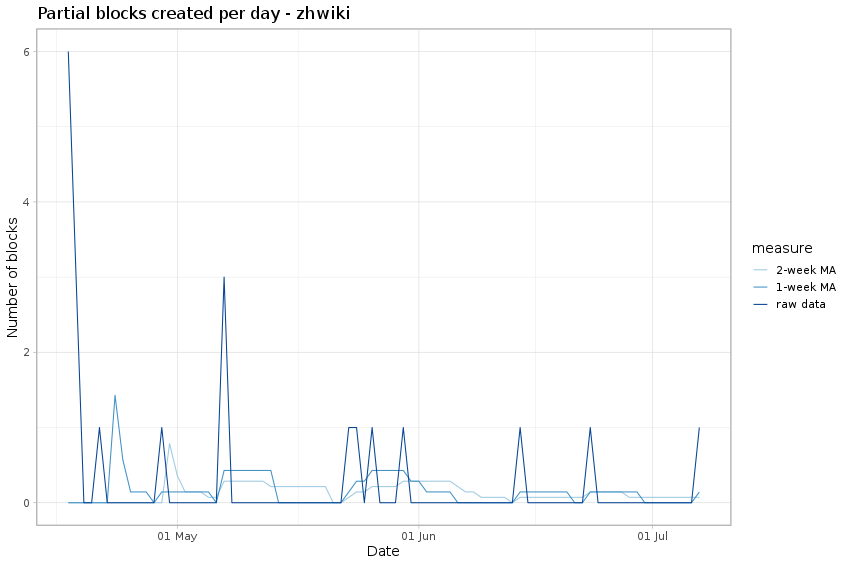 Partial blocks created per day - zhwiki
Number of blocks
6
4
2
0
01 May
01 Jun
01 Jul
Date
measure
2-week MA
1-week MA
raw data